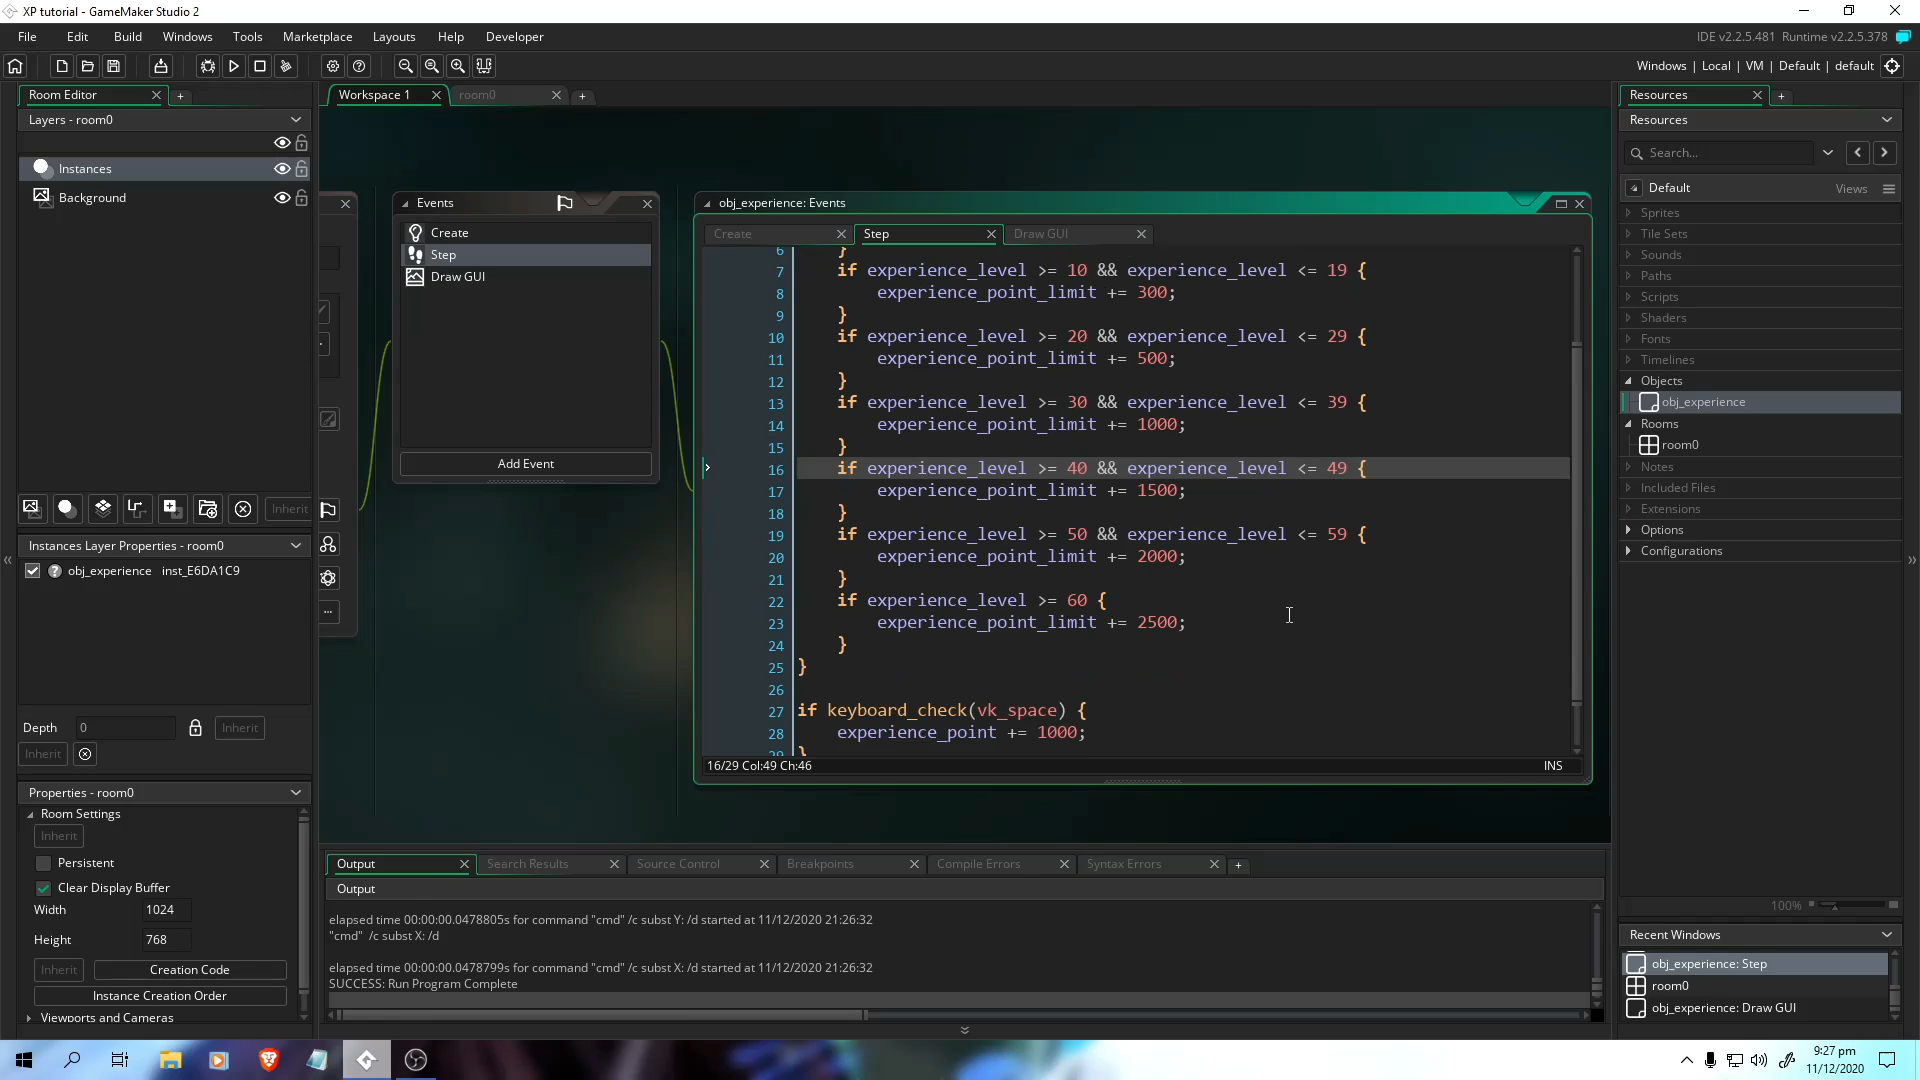 XP tutorial - GameMaker Studio 2
File Edit Build Windows Tools Marketplace Layouts Help Developer
IDE v2.2.5.481 Runtime v2.2.5.378
Windows | Local | VM | Default | default
Room Editor
Layers - room0
Instances
Background
Inherit
Instances Layer Properties - room0
obj_experience inst_E6DA1C9
Depth 0 Inherit
Inherit
Properties - room0
Room Settings
Inherit
Persistent
Clear Display Buffer
Width 1024
Height 768
Inherit Creation Code
Instance Creation Order
Viewports and Cameras
Workspace 1 room0
Events
Create
Step
Draw GUI
Add Event
obj_experience: Events
Create Step Draw GUI
6 }
7 if experience_level >= 10 && experience_level <= 19 {
8 experience_point_limit += 300;
9 }
10 if experience_level >= 20 && experience_level <= 29 {
11 experience_point_limit += 500;
12 }
13 if experience_level >= 30 && experience_level <= 39 {
14 experience_point_limit += 1000;
15 }
16 if experience_level >= 40 && experience_level <= 49 {
17 experience_point_limit += 1500;
18 }
19 if experience_level >= 50 && experience_level <= 59 {
20 experience_point_limit += 2000;
21 }
22 if experience_level >= 60 {
23 experience_point_limit += 2500;
24 }
25 }
26
27 if keyboard_check(vk_space) {
28 experience_point += 1000;
29 }
16/29 Col:49 Ch:46 INS
Output Search Results Source Control Breakpoints Compile Errors Syntax Errors
Output
elapsed time 00:00:00.0478805s for command "cmd" /c subst Y: /d started at 11/12/2020 21:26:32
"cmd" /c subst X: /d
elapsed time 00:00:00.0478799s for command "cmd" /c subst X: /d started at 11/12/2020 21:26:32
SUCCESS: Run Program Complete
Resources
Resources
Search...
Default Views
Sprites
Tile Sets
Sounds
Paths
Scripts
Shaders
Fonts
Timelines
Objects
obj_experience
Rooms
room0
Notes
Included Files
Extensions
Options
Configurations
100%
Recent Windows
obj_experience: Step
room0
obj_experience: Draw GUI
9:27 pm
11/12/2020